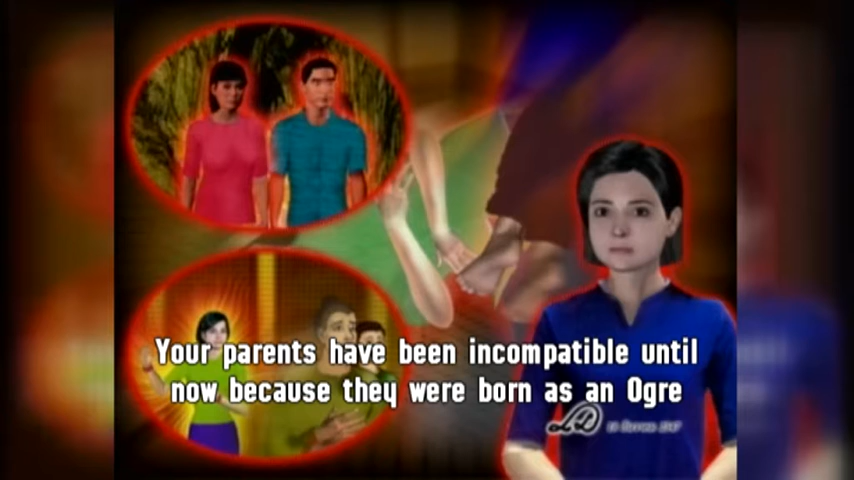 Your parents have been incompatible until
now because they were born as an Ogre